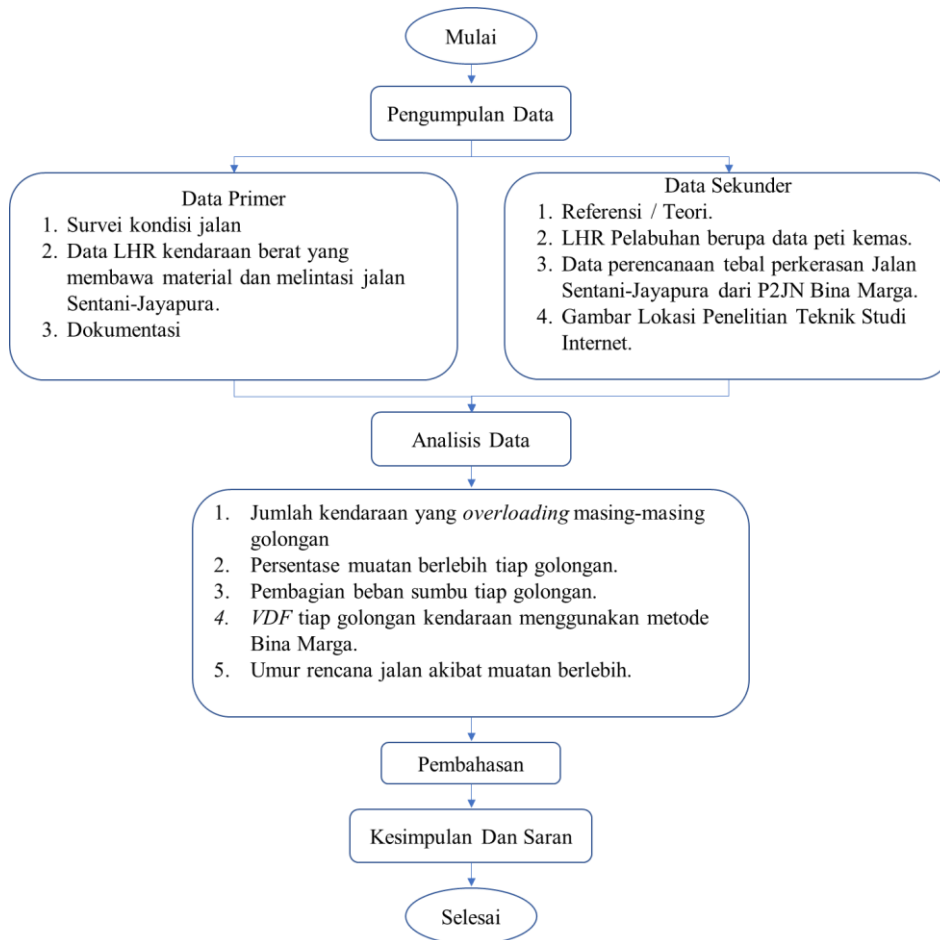 Mulai
Pengumpulan Data
Data Primer
1. Survei kondisi jalan
2. Data LHR kendaraan berat yang
membawa material dan melintasi jalan
Sentani-Jayapura.
3. Dokumentasi
Data Sekunder
1. Referensi / Teori.
2. LHR Pelabuhan berupa data peti kemas.
3. Data perencanaan tebal perkerasan Jalan
Sentani-Jayapura dari P2JN Bina Marga.
4. Gambar Lokasi Penelitian Teknik Studi
Internet.
Analisis Data
1. Jumlah kendaraan yang overloading masing-masing
golongan
2. Persentase muatan berlebih tiap golongan.
3. Pembagian beban sumbu tiap golongan.
4. VDF tiap golongan kendaraan menggunakan metode
Bina Marga.
5. Umur rencana jalan akibat muatan berlebih.
Pembahasan
Kesimpulan Dan Saran
Selesai